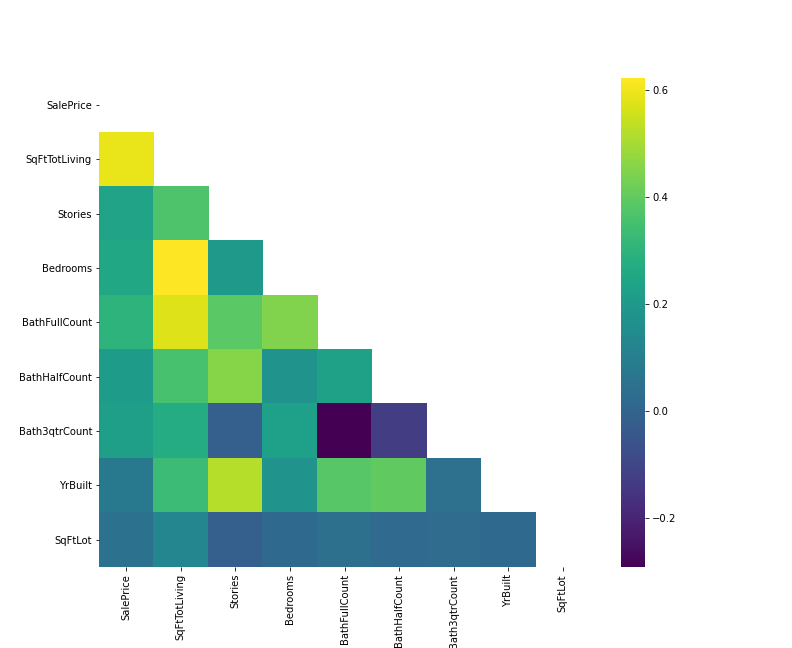 SalePrice
SqFtTotLiving
Stories
Bedrooms
BathFullCount
BathHalfCount
Bath3qtrCount
YrBuilt
SqFtLot
SalePrice
SqFtTotLiving
Stories
Bedrooms
BathFullCount
BathHalfCount
Bath3qtrCount
YrBuilt
SqFtLot
0.6
0.4
0.2
0.0
−0.2